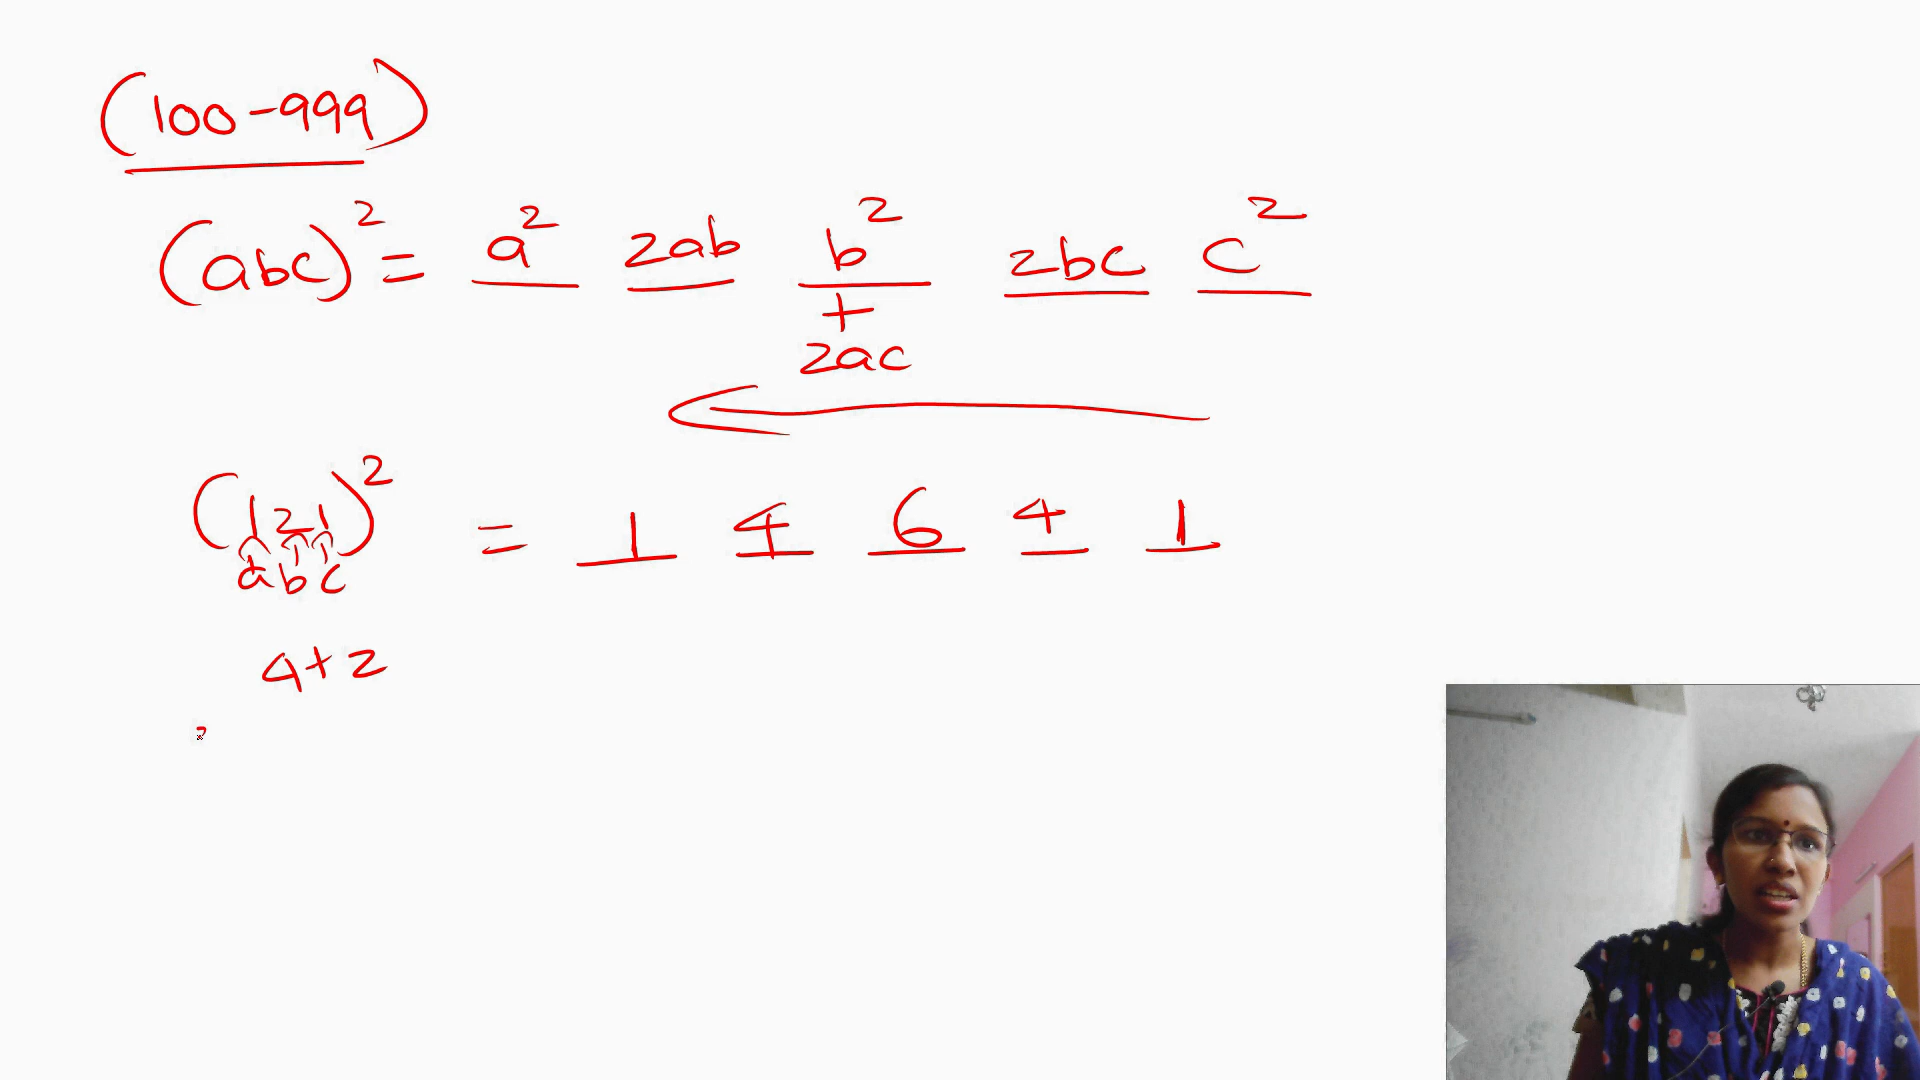 (100-999)
(abc)² = a² 2ab b² 2bc c²
+
2ac
(121)² = 1 4 6 4 1
a b c
4+2